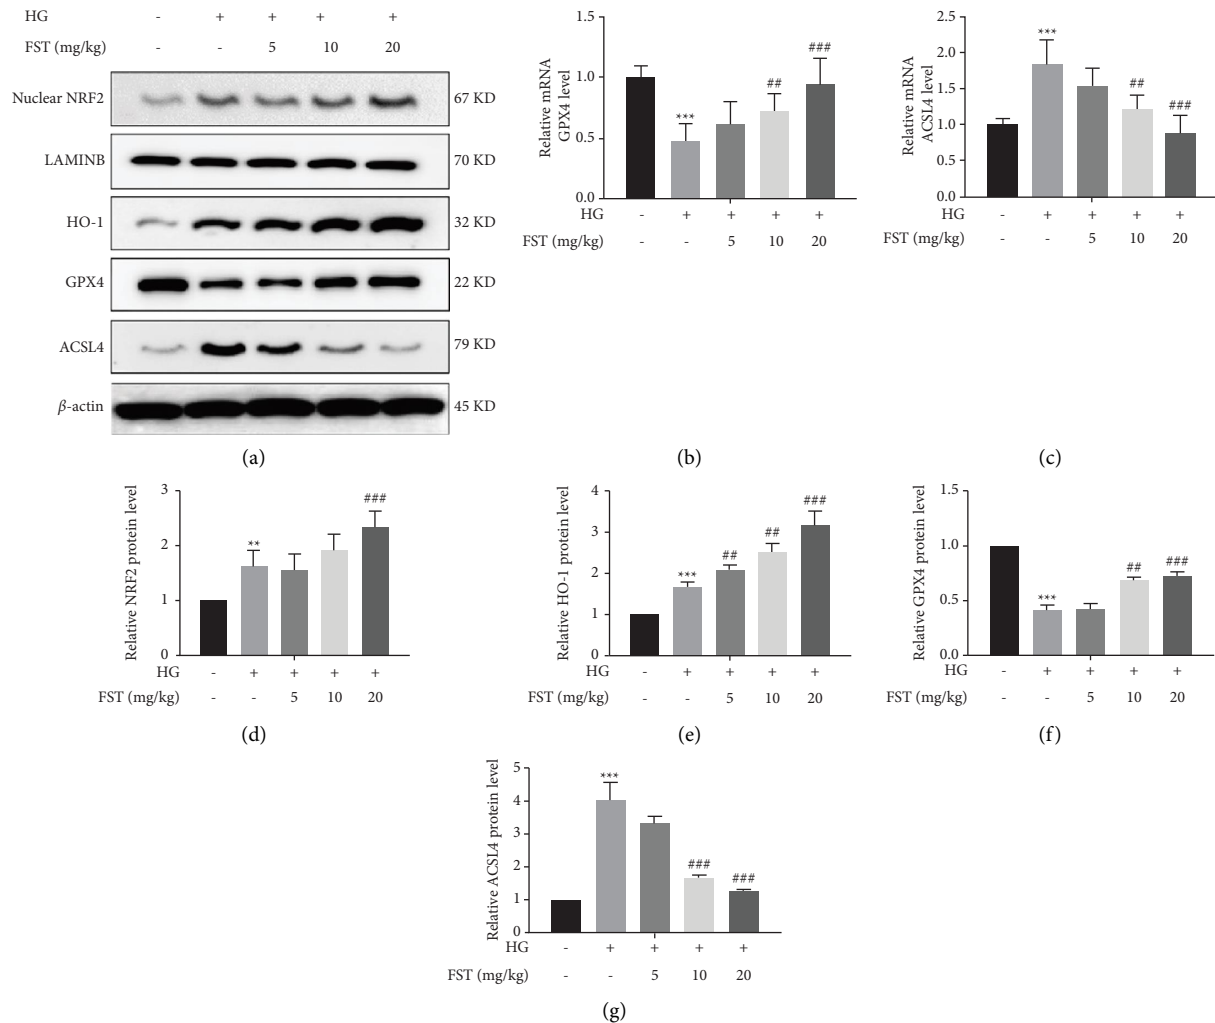 HG - + + + +
FST (mg/kg) - - 5 10 20
Nuclear NRF2 67 KD
LAMINB 70 KD
HO-1 32 KD
GPX4 22 KD
ACSL4 79 KD
β-actin 45 KD
(a)
Relative mRNA
GPX4 level
1.5
1.0
0.5
0.0
***
##
###
HG - + + + +
FST (mg/kg) - - 5 10 20
(b)
Relative mRNA
ACSL4 level
2.5
2.0
1.5
1.0
0.5
0.0
***
##
###
HG - + + + +
FST (mg/kg) - - 5 10 20
(c)
Relative NRF2 protein level
3
2
1
0
**
###
HG - + + + +
FST (mg/kg) - - 5 10 20
(d)
Relative HO-1 protein level
4
3
2
1
0
***
##
##
###
HG - + + + +
FST (mg/kg) - - 5 10 20
(e)
Relative GPX4 protein level
1.5
1.0
0.5
0.0
***
##
###
HG - + + + +
FST (mg/kg) - - 5 10 20
(f)
Relative ACSL4 protein level
5
4
3
2
1
0
***
###
###
HG - + + + +
FST (mg/kg) - - 5 10 20
(g)